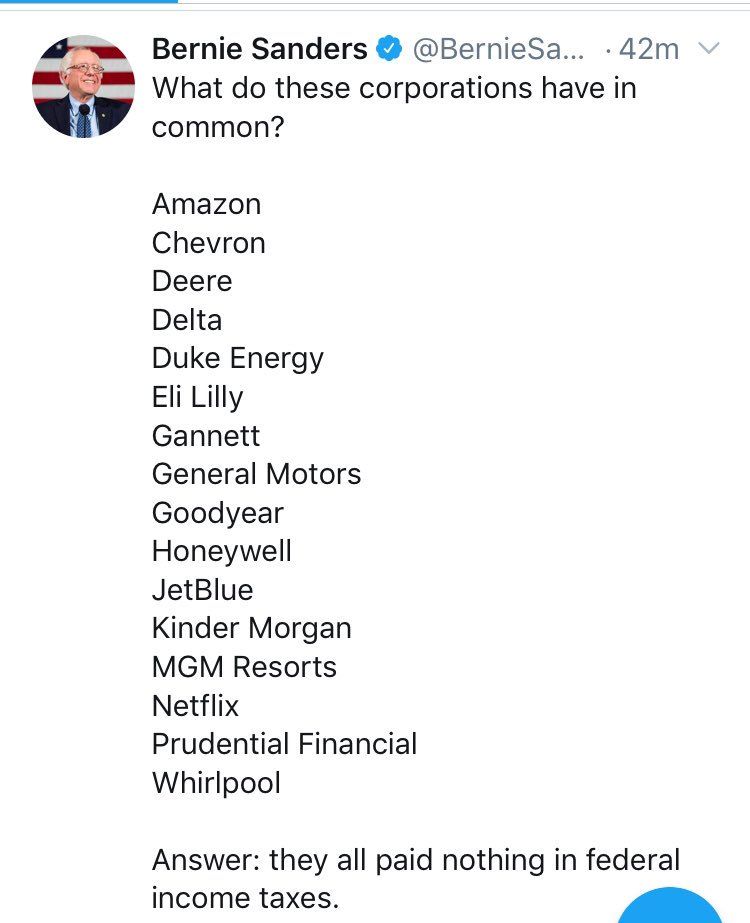 Bernie Sanders @BernieSa... · 42m
What do these corporations have in
common?
Amazon
Chevron
Deere
Delta
Duke Energy
Eli Lilly
Gannett
General Motors
Goodyear
Honeywell
JetBlue
Kinder Morgan
MGM Resorts
Netflix
Prudential Financial
Whirlpool
Answer: they all paid nothing in federal
income taxes.